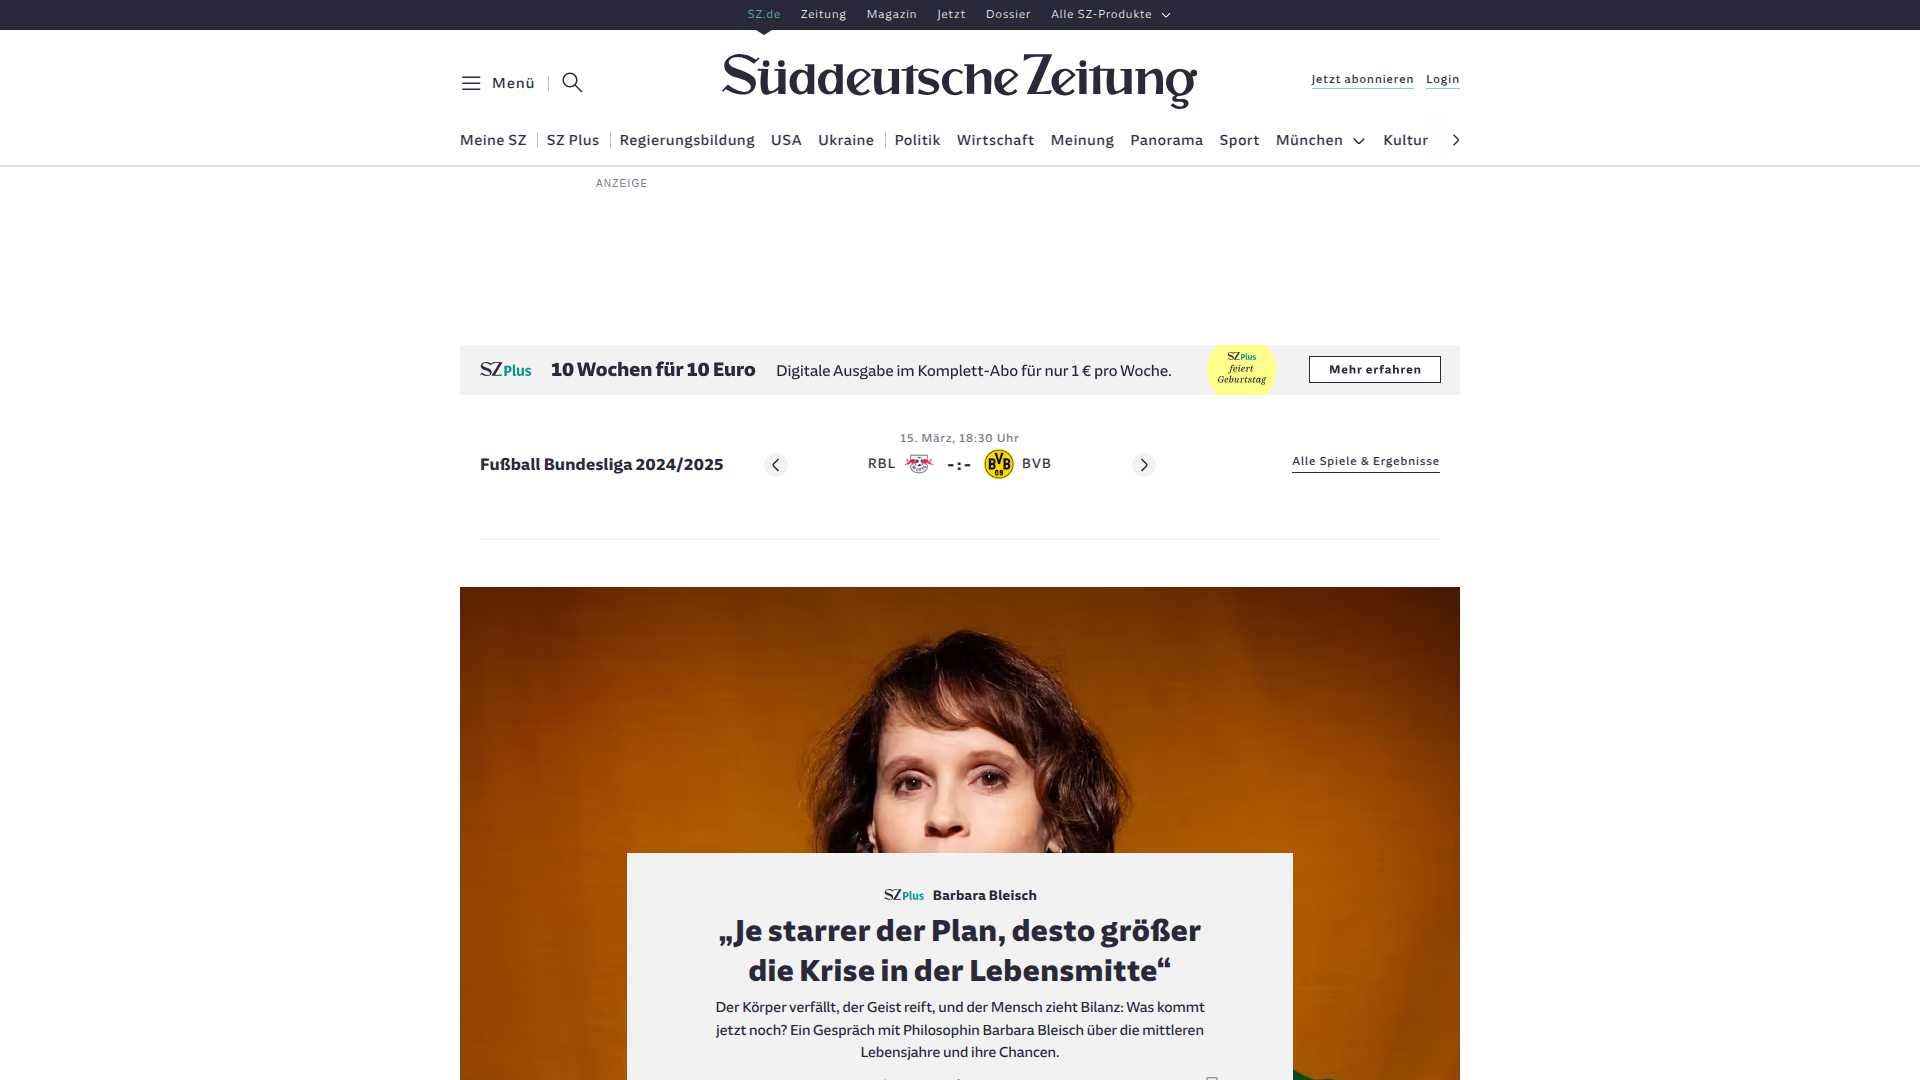 SZ.de Zeitung Magazin Jetzt Dossier Alle SZ-Produkte
Menü
Süddeutsche Zeitung
Jetzt abonnieren Login
Meine SZ SZ Plus Regierungsbildung USA Ukraine Politik Wirtschaft Meinung Panorama Sport München Kultur
ANZEIGE
SZ Plus 10 Wochen für 10 Euro Digitale Ausgabe im Komplett-Abo für nur 1 € pro Woche.
SZ Plus
feiert
Geburtstag
Mehr erfahren
15. März, 18:30 Uhr
Fußball Bundesliga 2024/2025
RBL -:- BVB 09 BVB
Alle Spiele & Ergebnisse
SZ Plus Barbara Bleisch
„Je starrer der Plan, desto größer
die Krise in der Lebensmitte“
Der Körper verfällt, der Geist reift, und der Mensch zieht Bilanz: Was kommt
jetzt noch? Ein Gespräch mit Philosophin Barbara Bleisch über die mittleren
Lebensjahre und ihre Chancen.